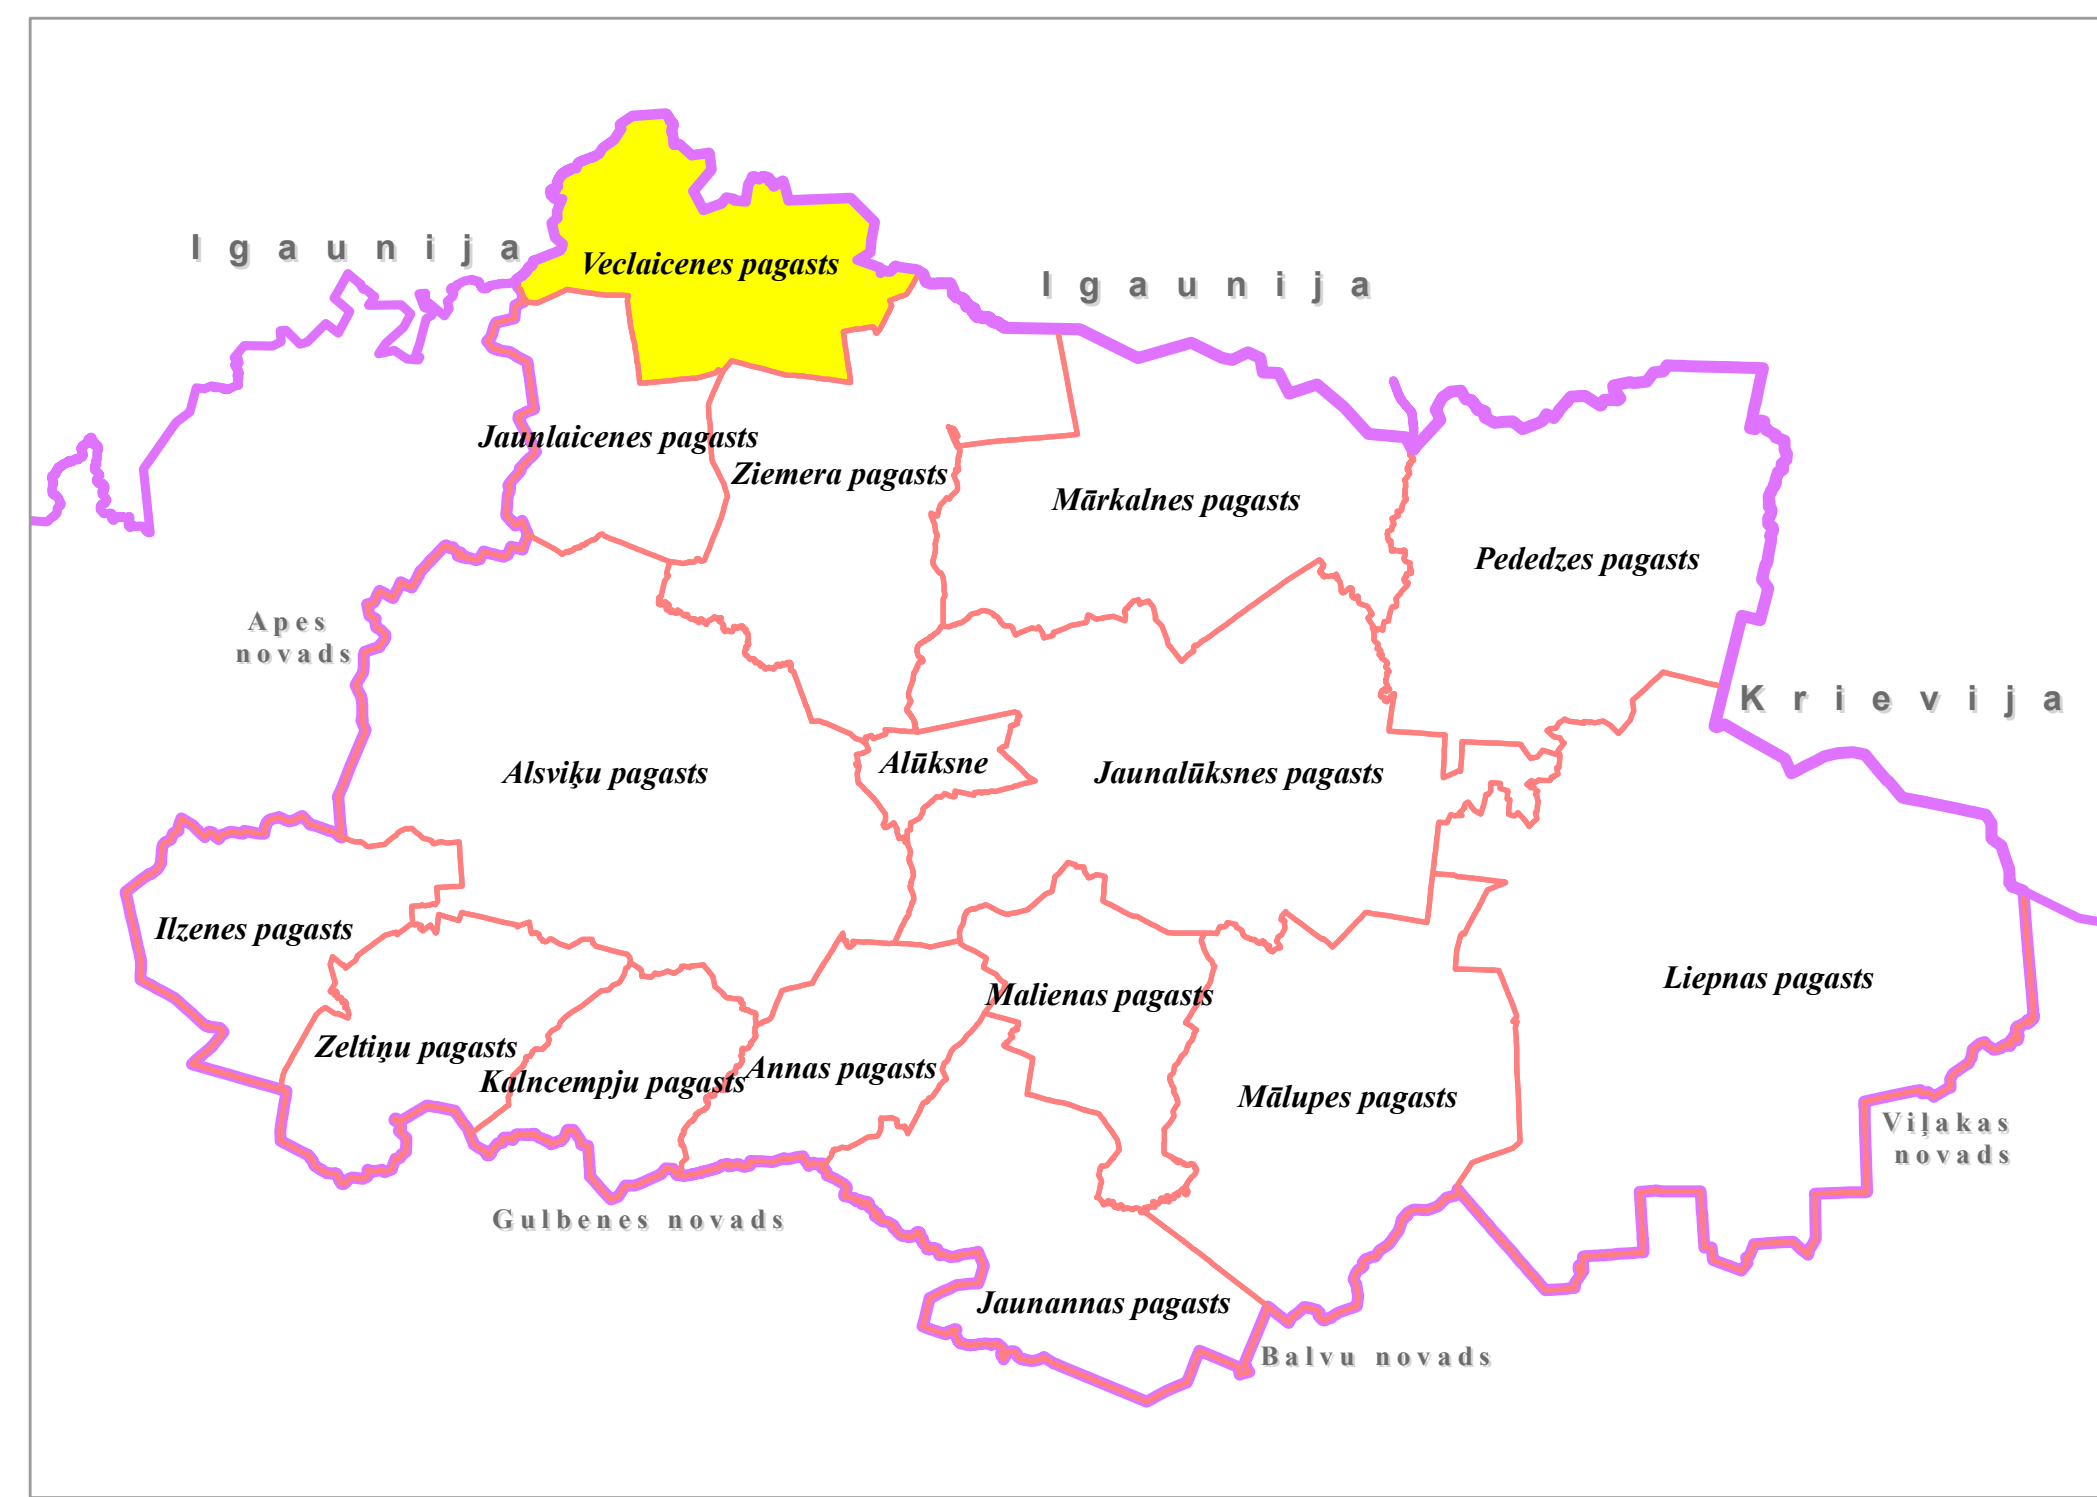 Igaunija
Veclaicenes pagasts
Igaunija
Jaunlaicenes pagasts
Ziemera pagasts
Mārkalnes pagasts
Pededzes pagasts
Apes
novads
Krievija
Alūksne
Alsviķu pagasts
Jaunalūksnes pagasts
Ilzenes pagasts
Liepnas pagasts
Malienas pagasts
Zeltiņu pagasts
Kalncempju pagasts
Annas pagasts
Mālupes pagasts
Viļakas
novads
Gulbenes novads
Jaunannas pagasts
Balvu novads